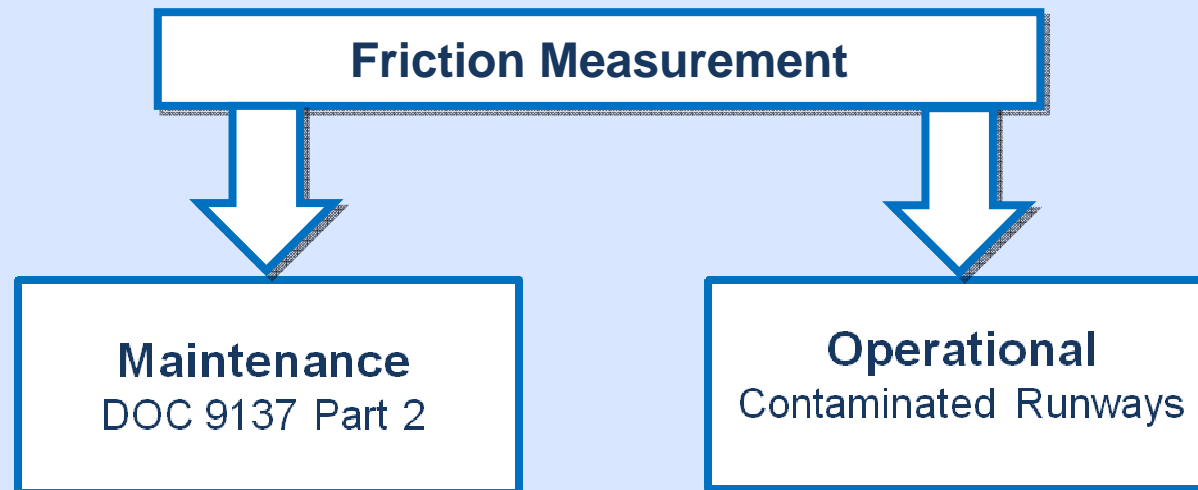 Friction Measurement
Maintenance
DOC 9137 Part 2
Operational
Contaminated Runways